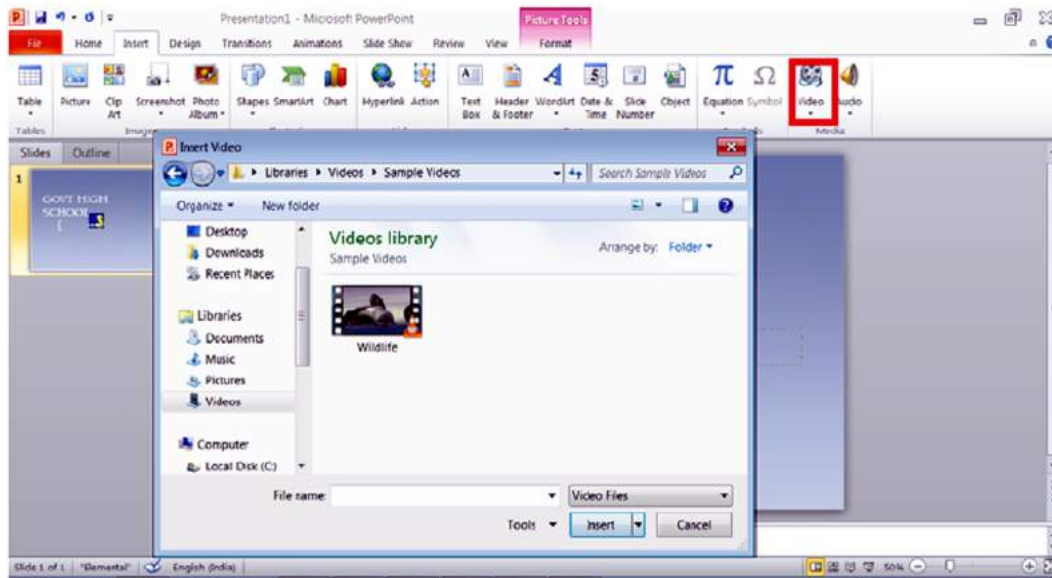 Presentation1 - Microsoft PowerPoint
Picture Tools
File Home Insert Design Transitions Animations Slide Show Review View Format
Table Picture Clip Art Screenshot Photo Album Shapes SmartArt Chart Hyperlink Action Text Box Header & Footer WordArt Date & Time Slide Number Object Equation Symbol Video Audio
Tables Images Media
Slides Outline
Insert Video
Libraries Videos Sample Videos
Search Sample Videos
Organize New folder
1
GOVT HIGH
SCHOOL
Desktop
Downloads
Recent Places
Libraries
Documents
Music
Pictures
Videos
Computer
Local Disk (C)
Videos library
Sample Videos
Arrange by: Folder
Wildlife
File name:
Video Files
Tools Insert Cancel
Slide 1 of 1 "Elemental" English (India) 50%